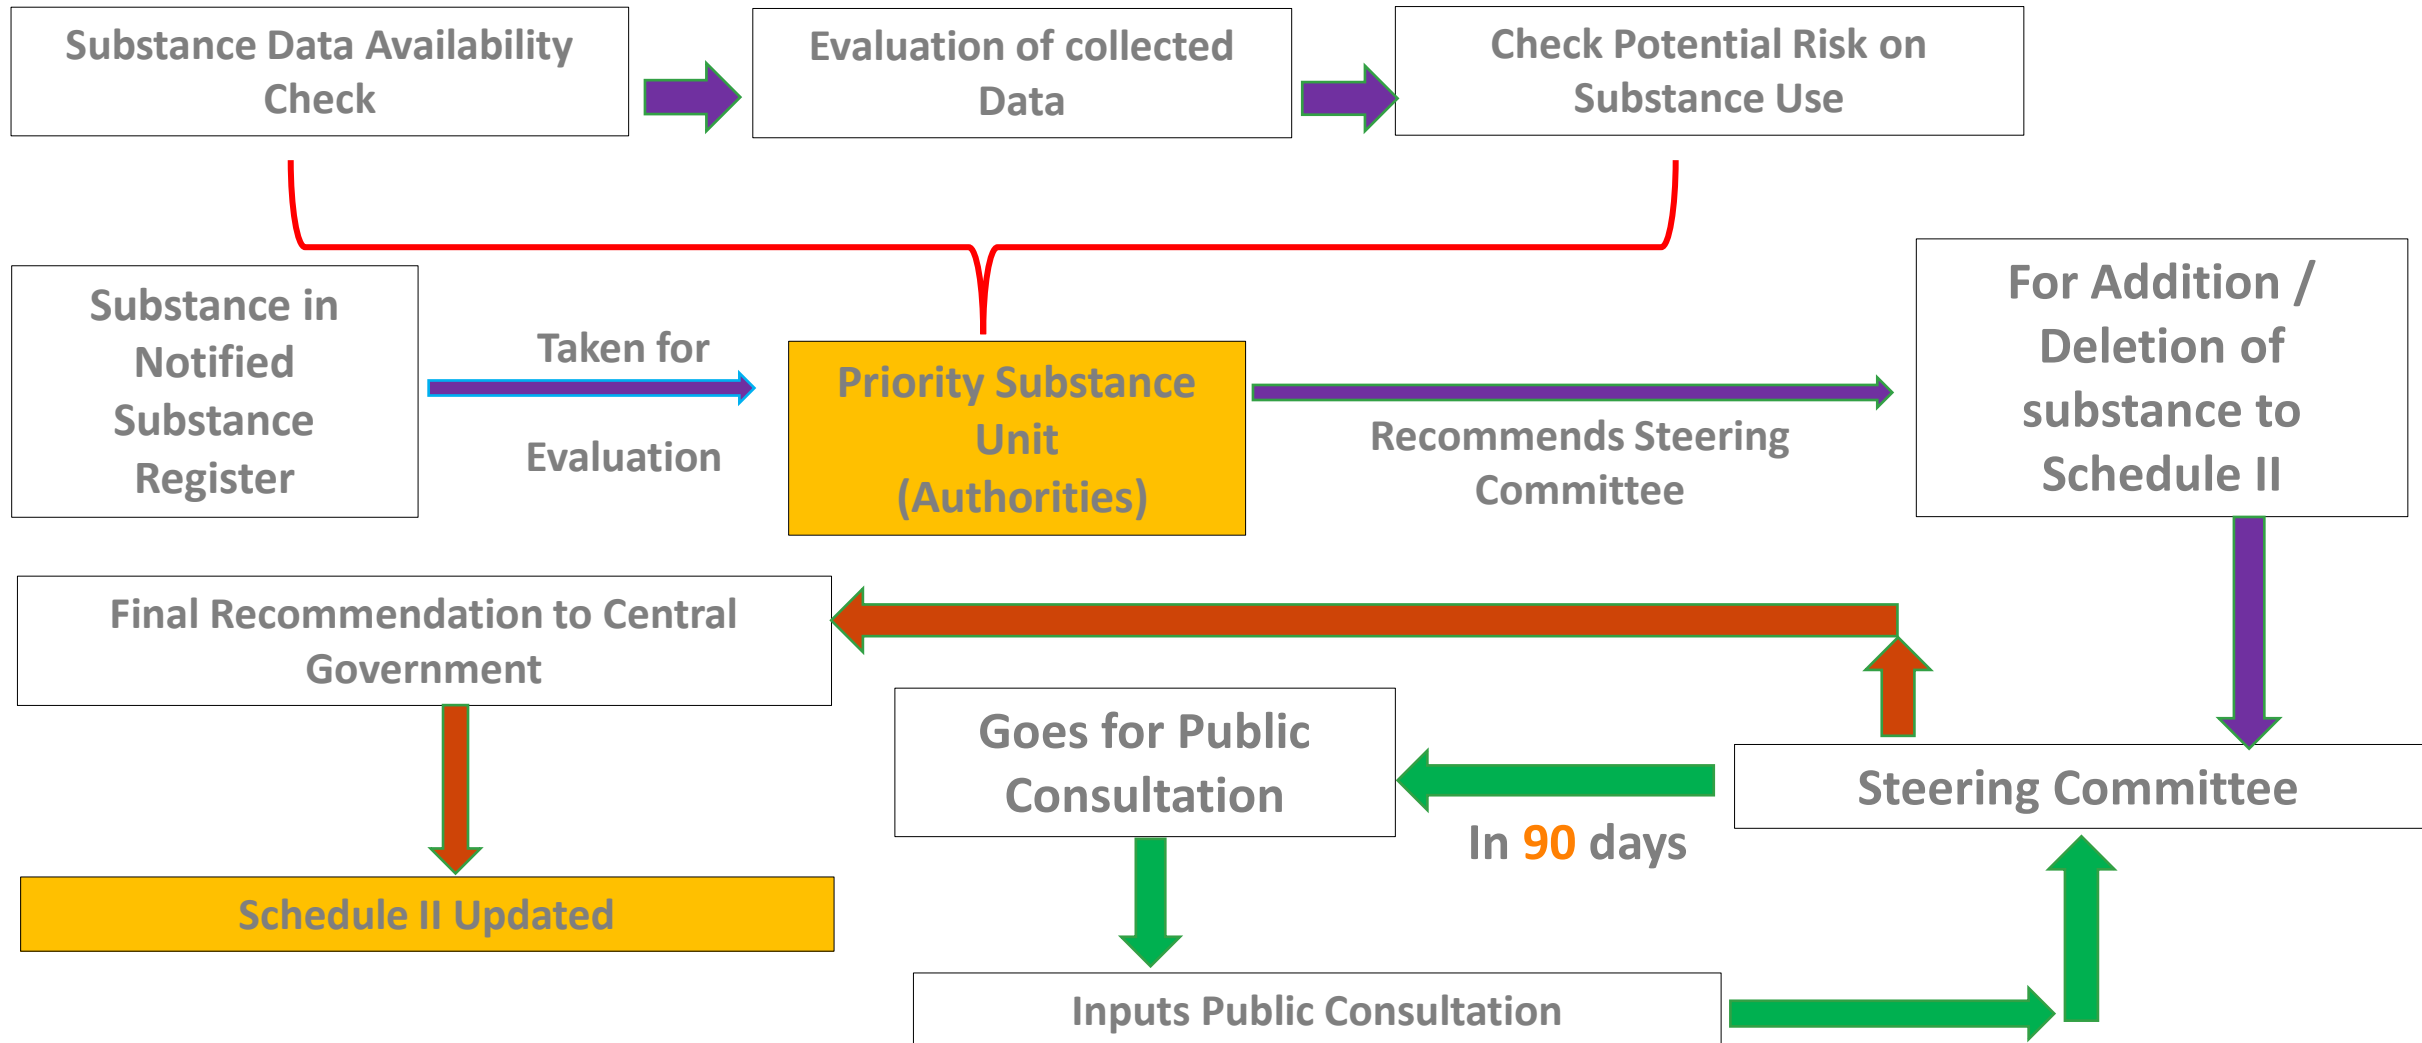 Substance Data Availability
Check
Evaluation of collected
Data
Check Potential Risk on
Substance Use
Substance in
Notified
Substance
Register
Taken for
Evaluation
Priority Substance
Unit
(Authorities)
Recommends Steering
Committee
For Addition /
Deletion of
substance to
Schedule II
Final Recommendation to Central
Government
Goes for Public
Consultation
In 90 days
Steering Committee
Schedule II Updated
Inputs Public Consultation